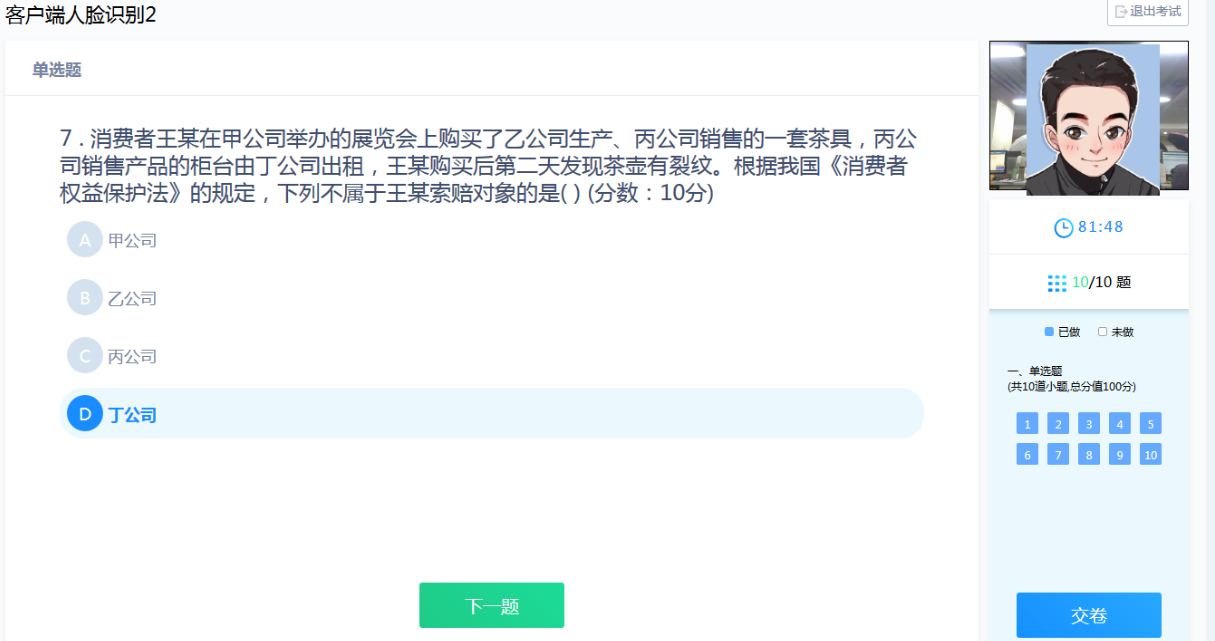 客户端人脸识别2
退出考试
单选题
7 . 消费者王某在甲公司举办的展览会上购买了乙公司生产、丙公司销售的一套茶具，丙公
司销售产品的柜台由丁公司出租，王某购买后第二天发现茶壶有裂纹。根据我国《消费者
权益保护法》的规定，下列不属于王某索赔对象的是( ) (分数：10分)
A 甲公司
B 乙公司
C 丙公司
D 丁公司
下一题
81:48
10/10 题
已做 未做
一、单选题
(共10道小题,总分值100分)
1 2 3 4 5
6 7 8 9 10
交卷